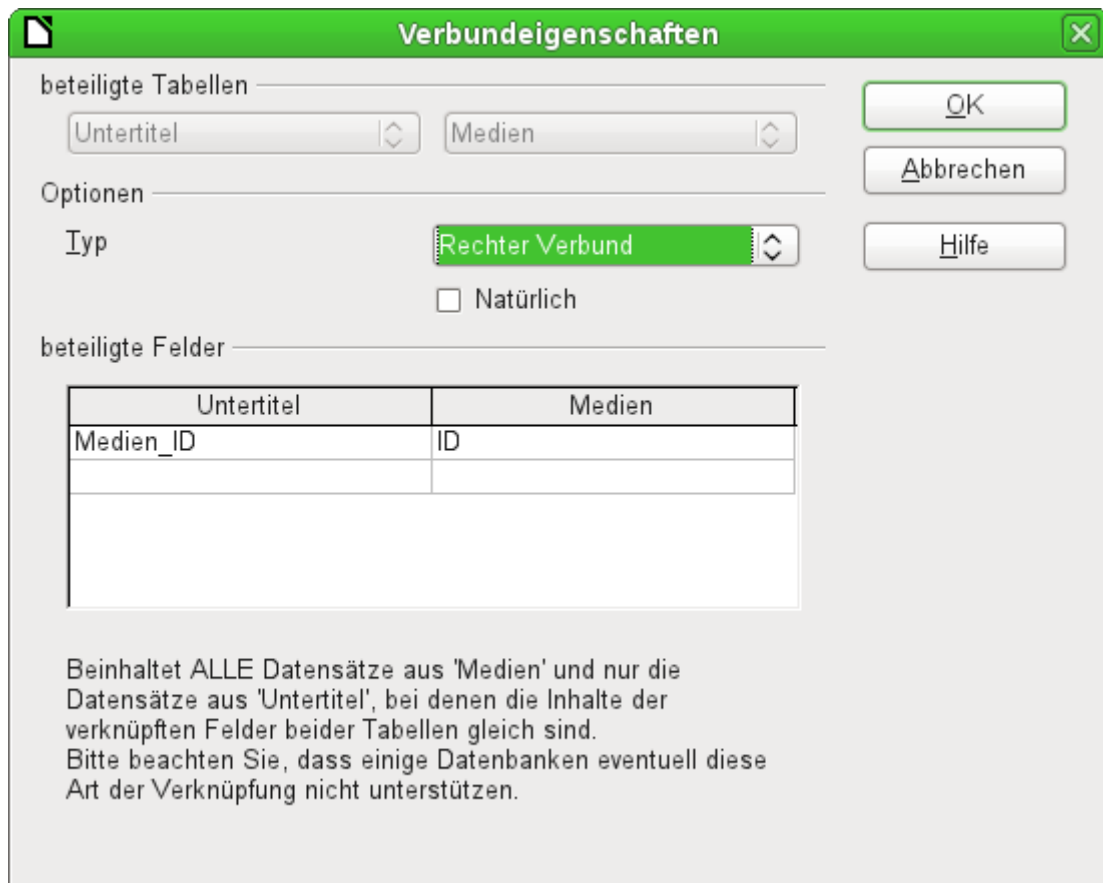 Verbundeigenschaften
beteiligte Tabellen
Untertitel Medien
OK
Abbrechen
Hilfe
Optionen
Typ Rechter Verbund
Natürlich
beteiligte Felder
Untertitel Medien
Medien_ID ID
Beinhaltet ALLE Datensätze aus 'Medien' und nur die
Datensätze aus 'Untertitel', bei denen die Inhalte der
verknüpften Felder beider Tabellen gleich sind.
Bitte beachten Sie, dass einige Datenbanken eventuell diese
Art der Verknüpfung nicht unterstützen.